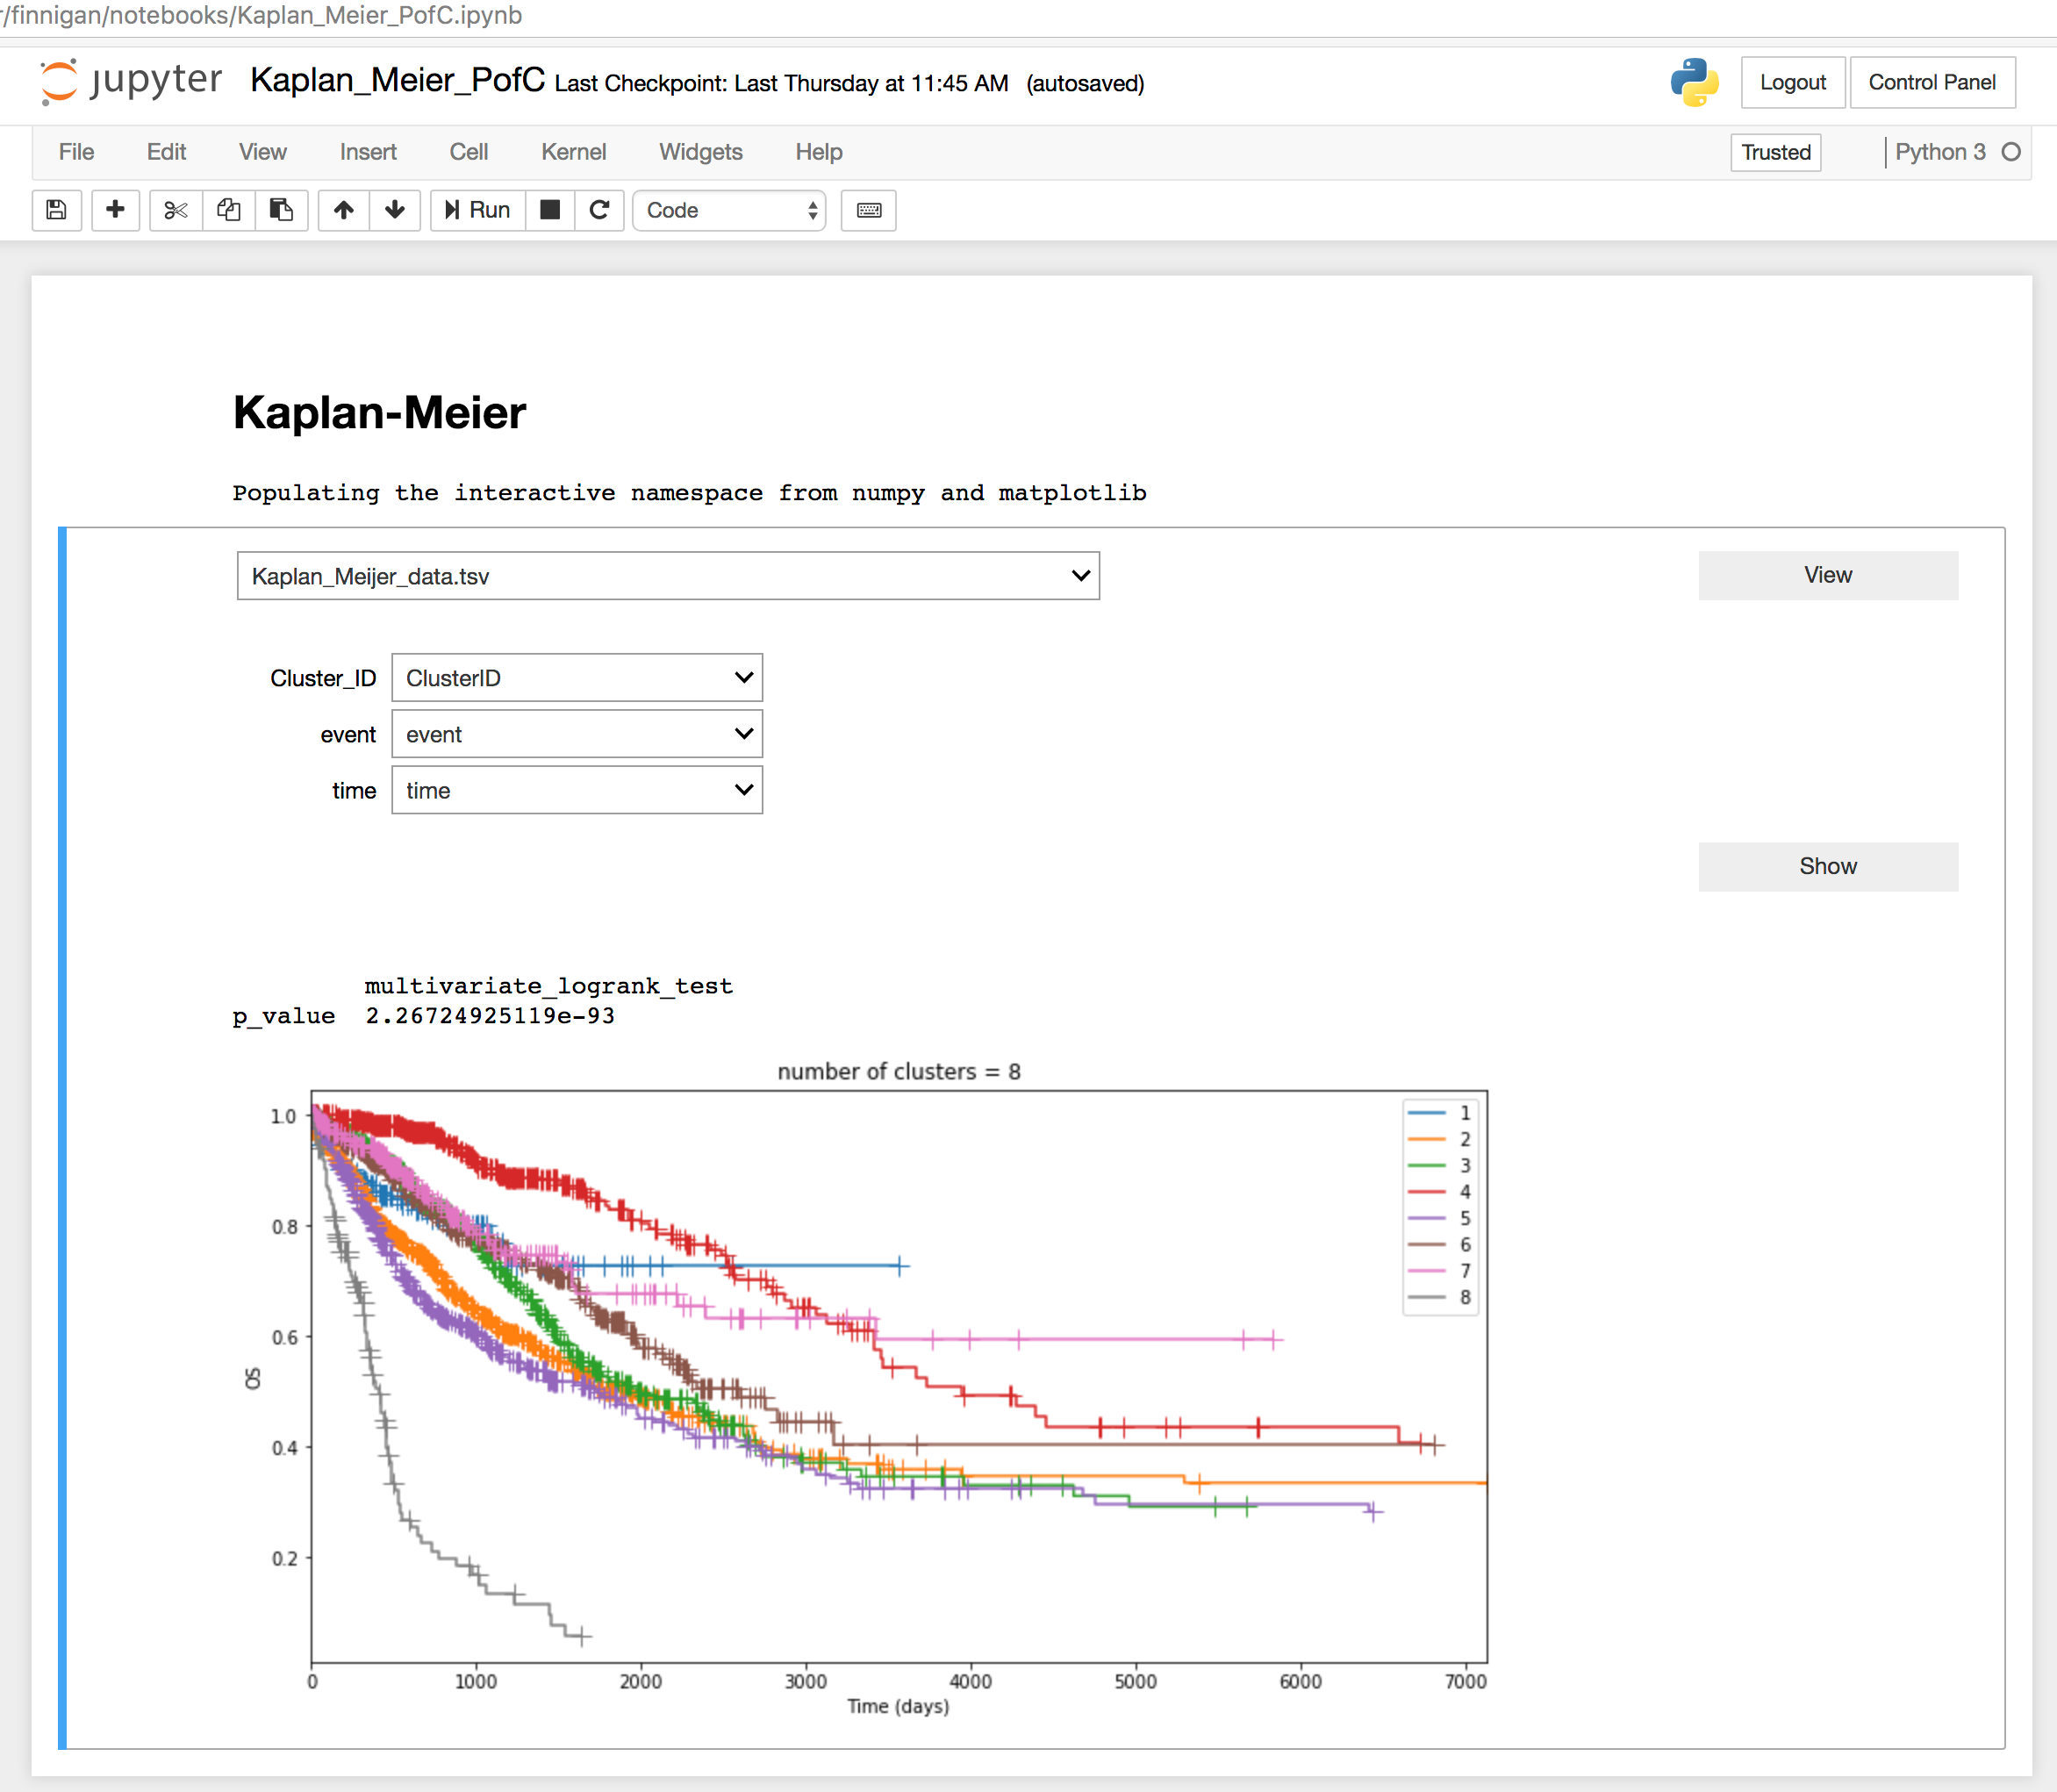 r/finnigan/notebooks/Kaplan_Meier_PofC.ipynb
jupyter Kaplan_Meier_PofC Last Checkpoint: Last Thursday at 11:45 AM (autosaved) Logout Control Panel
File Edit View Insert Cell Kernel Widgets Help Trusted Python 3
Run Code
Kaplan-Meier
Populating the interactive namespace from numpy and matplotlib
Kaplan_Meijer_data.tsv View
Cluster_ID ClusterID
event event
time time
Show
multivariate_logrank_test
p_value 2.26724925119e-93
number of clusters = 8
1.0
0.8
0.6
0.4
0.2
OS
1
2
3
4
5
6
7
8
0 1000 2000 3000 4000 5000 6000 7000
Time (days)